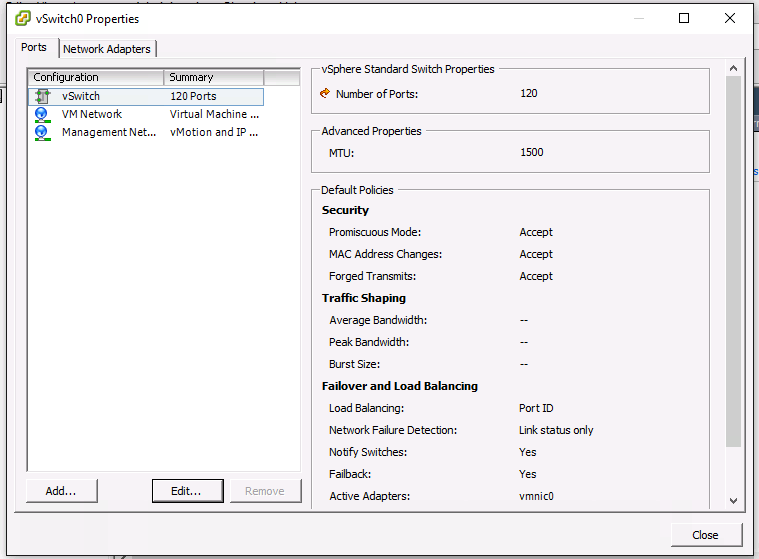 vSwitch0 Properties
Ports Network Adapters
Configuration Summary
vSwitch 120 Ports
VM Network Virtual Machine ...
Management Net... vMotion and IP ...
Add... Edit... Remove
vSphere Standard Switch Properties
Number of Ports: 120
Advanced Properties
MTU: 1500
Default Policies
Security
Promiscuous Mode: Accept
MAC Address Changes: Accept
Forged Transmits: Accept
Traffic Shaping
Average Bandwidth: --
Peak Bandwidth: --
Burst Size: --
Failover and Load Balancing
Load Balancing: Port ID
Network Failure Detection: Link status only
Notify Switches: Yes
Failback: Yes
Active Adapters: vmnic0
Close